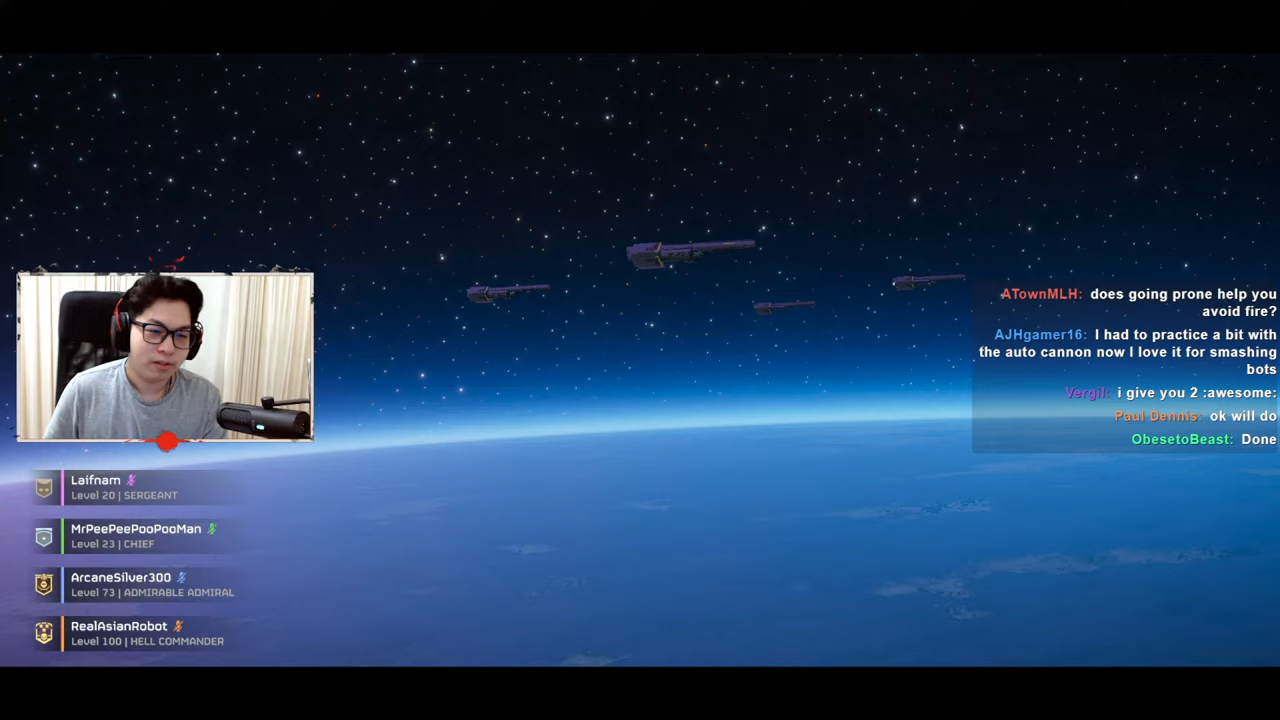 ATownMLH: does going prone help you
avoid fire?
AJHgamer16: I had to practice a bit with
the auto cannon now I love it for smashing
bots
Vergil: i give you 2 :awesome:
Paul Dennis: ok will do
ObesetoBeast: Done
Laifnam
Level 20 | SERGEANT
MrPeePeePooPooMan
Level 23 | CHIEF
ArcaneSilver300
Level 73 | ADMIRABLE ADMIRAL
RealAsianRobot
Level 100 | HELL COMMANDER